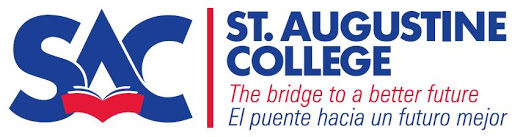 SAC
ST. AUGUSTINE
COLLEGE
The bridge to a better future
El puente hacia un futuro mejor